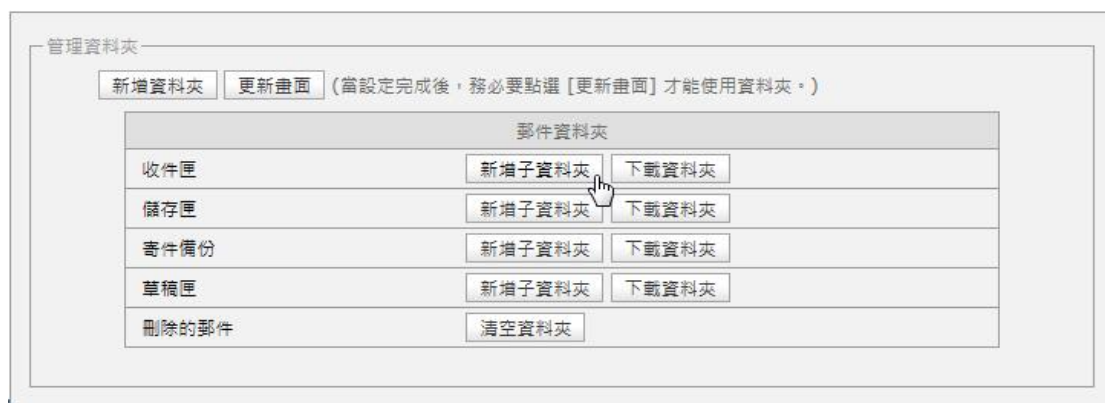 管理資料夾
新增資料夾 更新畫面 (當設定完成後，務必要點選 [更新畫面] 才能使用資料夾。)
郵件資料夾
收件匣 新增子資料夾 下載資料夾
儲存匣 新增子資料夾 下載資料夾
寄件備份 新增子資料夾 下載資料夾
草稿匣 新增子資料夾 下載資料夾
刪除的郵件 清空資料夾